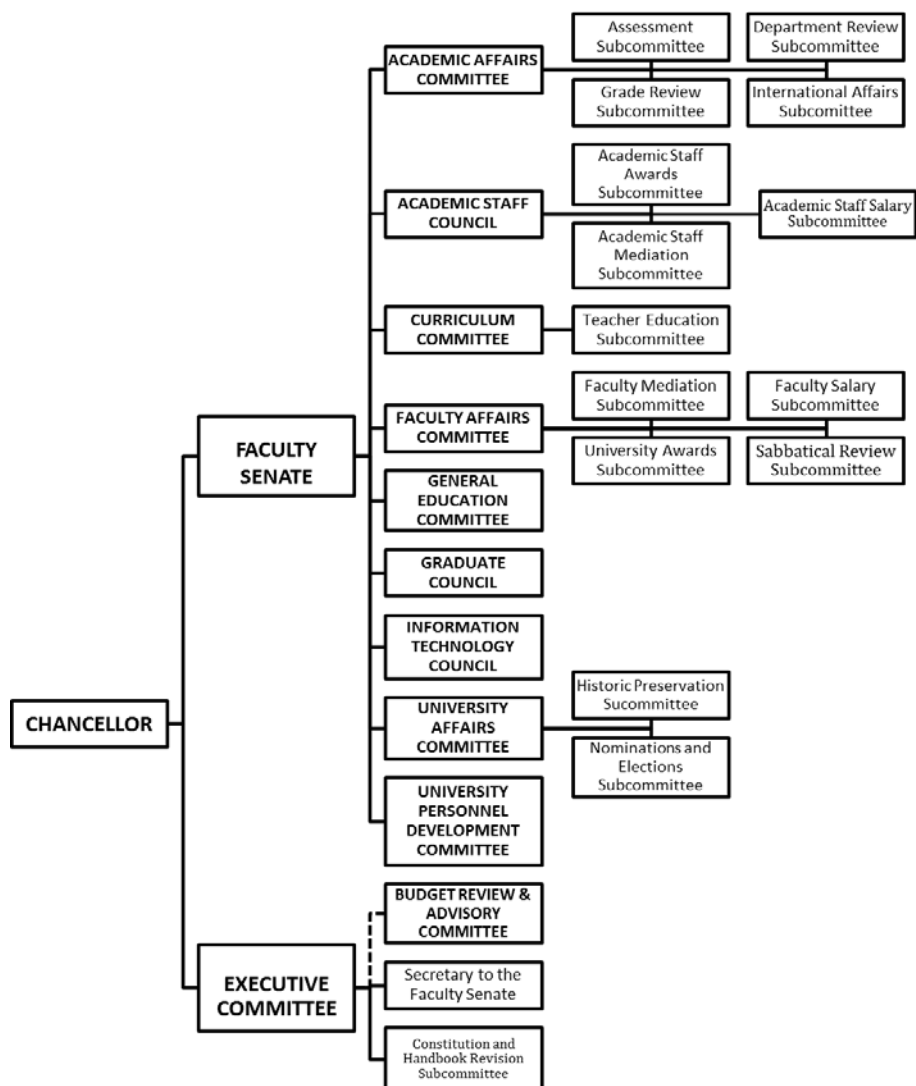 Assessment
Subcommittee
Department Review
Subcommittee
ACADEMIC AFFAIRS
COMMITTEE
Grade Review
Subcommittee
International Affairs
Subcomittee
Academic Staff
Awards
Subcommittee
ACADEMIC STAFF
COUNCIL
Academic Staff Salary
Subcommittee
Academic Staff
Mediation
Subcommittee
CURRICULUM
COMMITTEE
Teacher Education
Subcommittee
Faculty Mediation
Subcommittee
Faculty Salary
Subcommittee
FACULTY AFFAIRS
COMMITTEE
University Awards
Subcommittee
Sabbatical Review
Subcommittee
FACULTY
SENATE
GENERAL
EDUCATION
COMMITTEE
GRADUATE
COUNCIL
INFORMATION
TECHNOLOGY
COUNCIL
Historic Preservation
Sucommittee
CHANCELLOR
UNIVERSITY
AFFAIRS
COMMITTEE
Nominations and
Elections
Subcommittee
UNIVERSITY
PERSONNEL
DEVELOPMENT
COMMITTEE
BUDGET REVIEW &
ADVISORY
COMMITTEE
EXECUTIVE
COMMITTEE
Secretary to the
Faculty Senate
Constitution and
Handbook Revision
Subcommittee